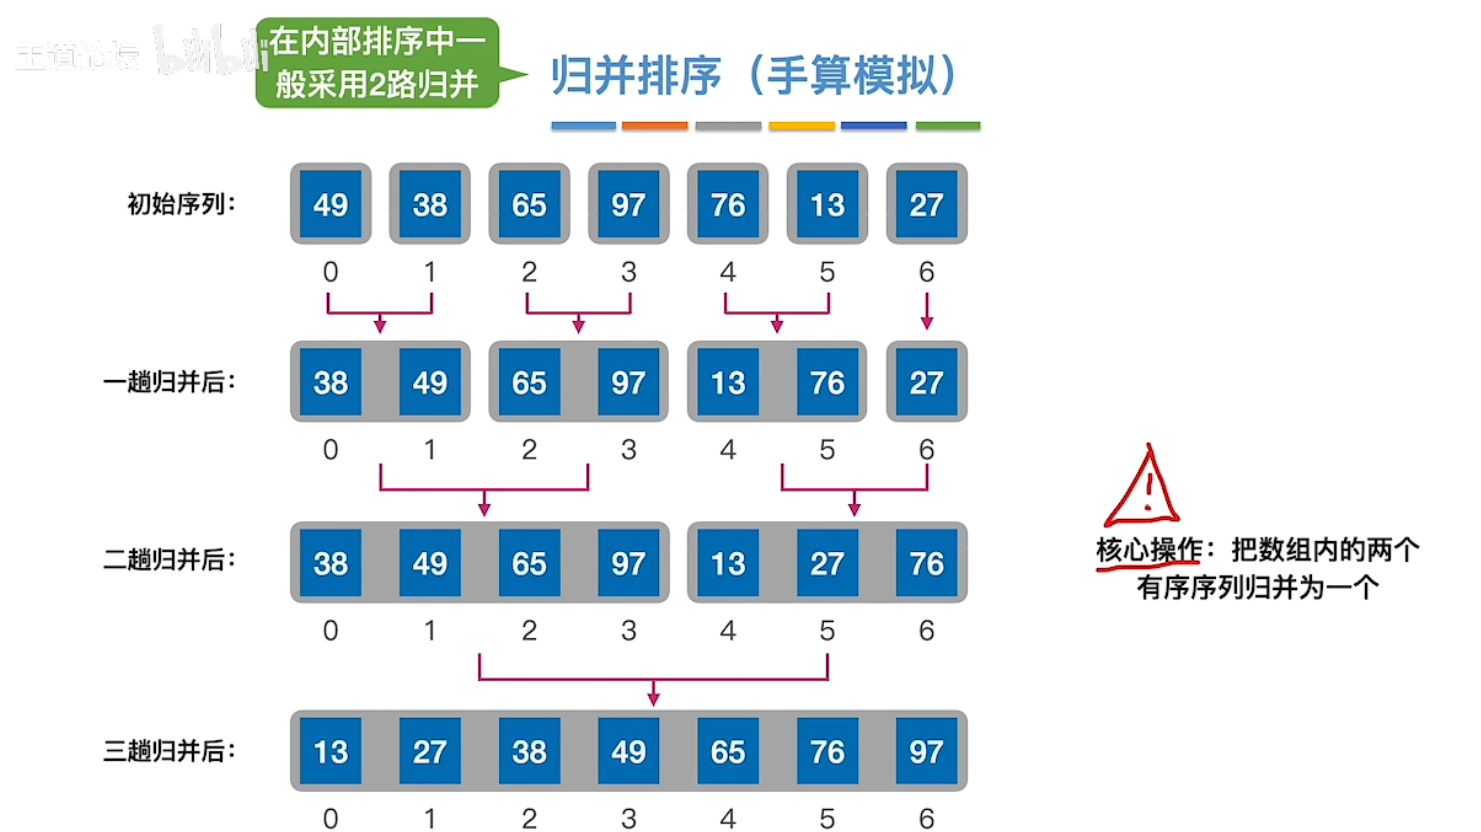 王道论坛 bilibili
在内部排序中一
般采用2路归并
归并排序（手算模拟）
初始序列：
49 38 65 97 76 13 27
0 1 2 3 4 5 6
一趟归并后：
38 49 65 97 13 76 27
0 1 2 3 4 5 6
二趟归并后：
38 49 65 97 13 27 76
0 1 2 3 4 5 6
三趟归并后：
13 27 38 49 65 76 97
0 1 2 3 4 5 6
!
核心操作：把数组内的两个
有序序列归并为一个